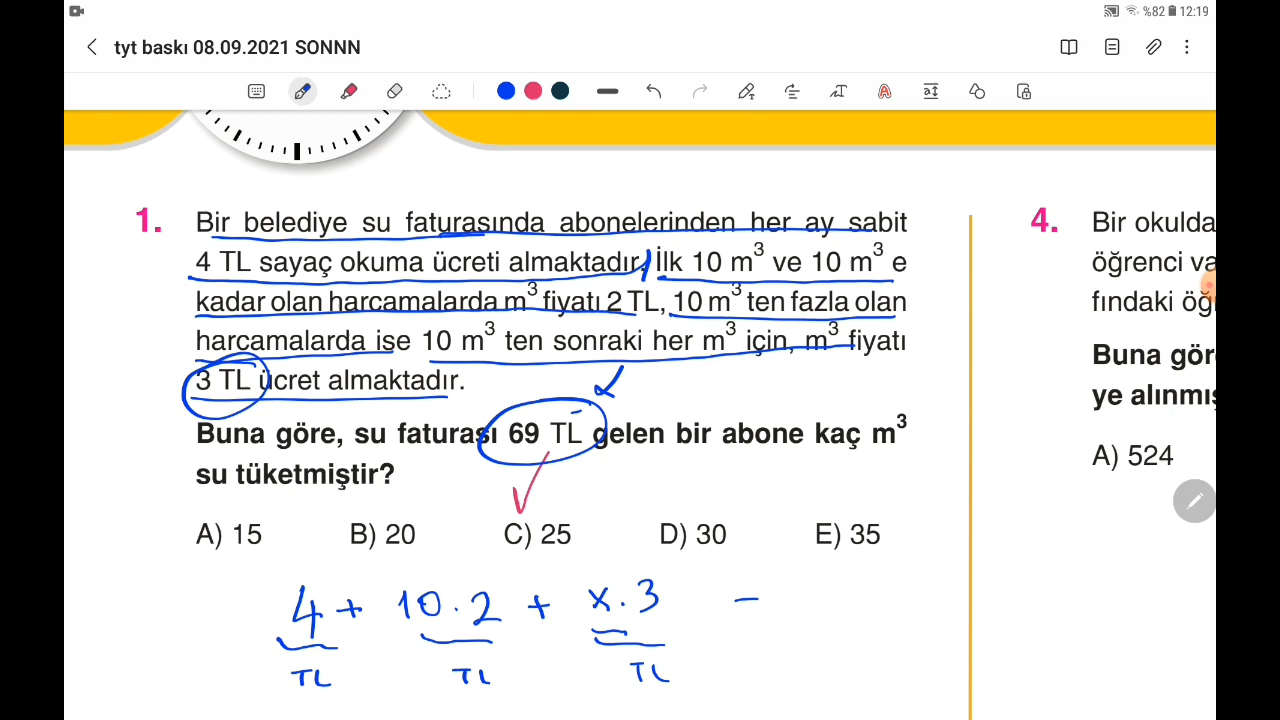 %82 12:19
tyt baskı 08.09.2021 SONNN
1. Bir belediye su faturasında abonelerinden her ay sabit
4 TL sayaç okuma ücreti almaktadır. İlk 10 m³ ve 10 m³ e
kadar olan harcamalarda m³ fiyatı 2 TL, 10 m³ ten fazla olan
harcamalarda ise 10 m³ ten sonraki her m³ için, m³ fiyatı
3 TL ücret almaktadır.
Buna göre, su faturası 69 TL gelen bir abone kaç m³
su tüketmiştir?
A) 15 B) 20 C) 25 D) 30 E) 35
4 + 10.2 + x.3 =
TL TL TL
4. Bir okulda
öğrenci va
fındaki öğ
Buna gör
ye alınmış
A) 524